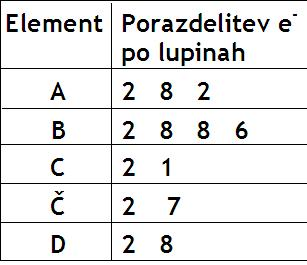 Element Porazdelitev e⁻
po lupinah
A 2 8 2
B 2 8 8 6
C 2 1
Č 2 7
D 2 8